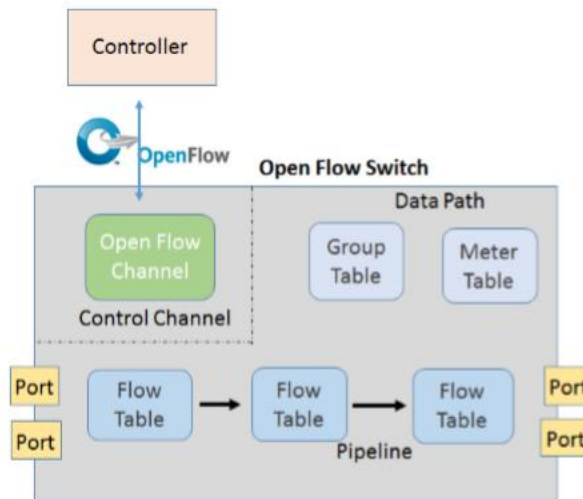 Controller
OpenFlow
Open Flow Switch
Data Path
Open Flow
Channel
Group
Table
Meter
Table
Control Channel
Port
Port
Flow
Table
Flow
Table
Flow
Table
Port
Port
Pipeline